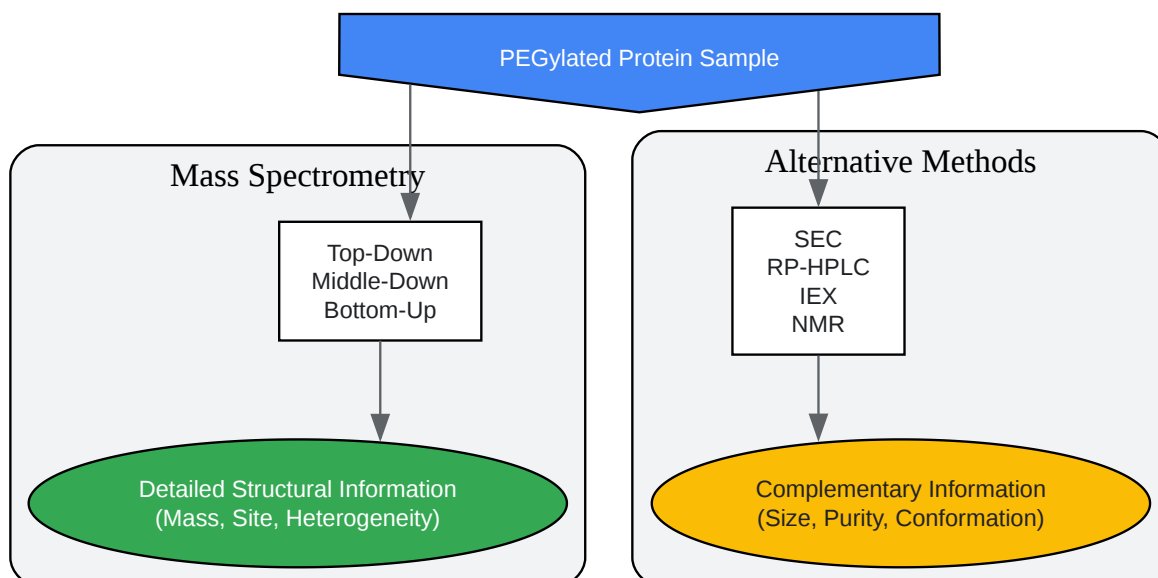 PEGylated Protein Sample
Mass Spectrometry
Top-Down
Middle-Down
Bottom-Up
Detailed Structural Information
(Mass, Site, Heterogeneity)
Alternative Methods
SEC
RP-HPLC
IEX
NMR
Complementary Information
(Size, Purity, Conformation)